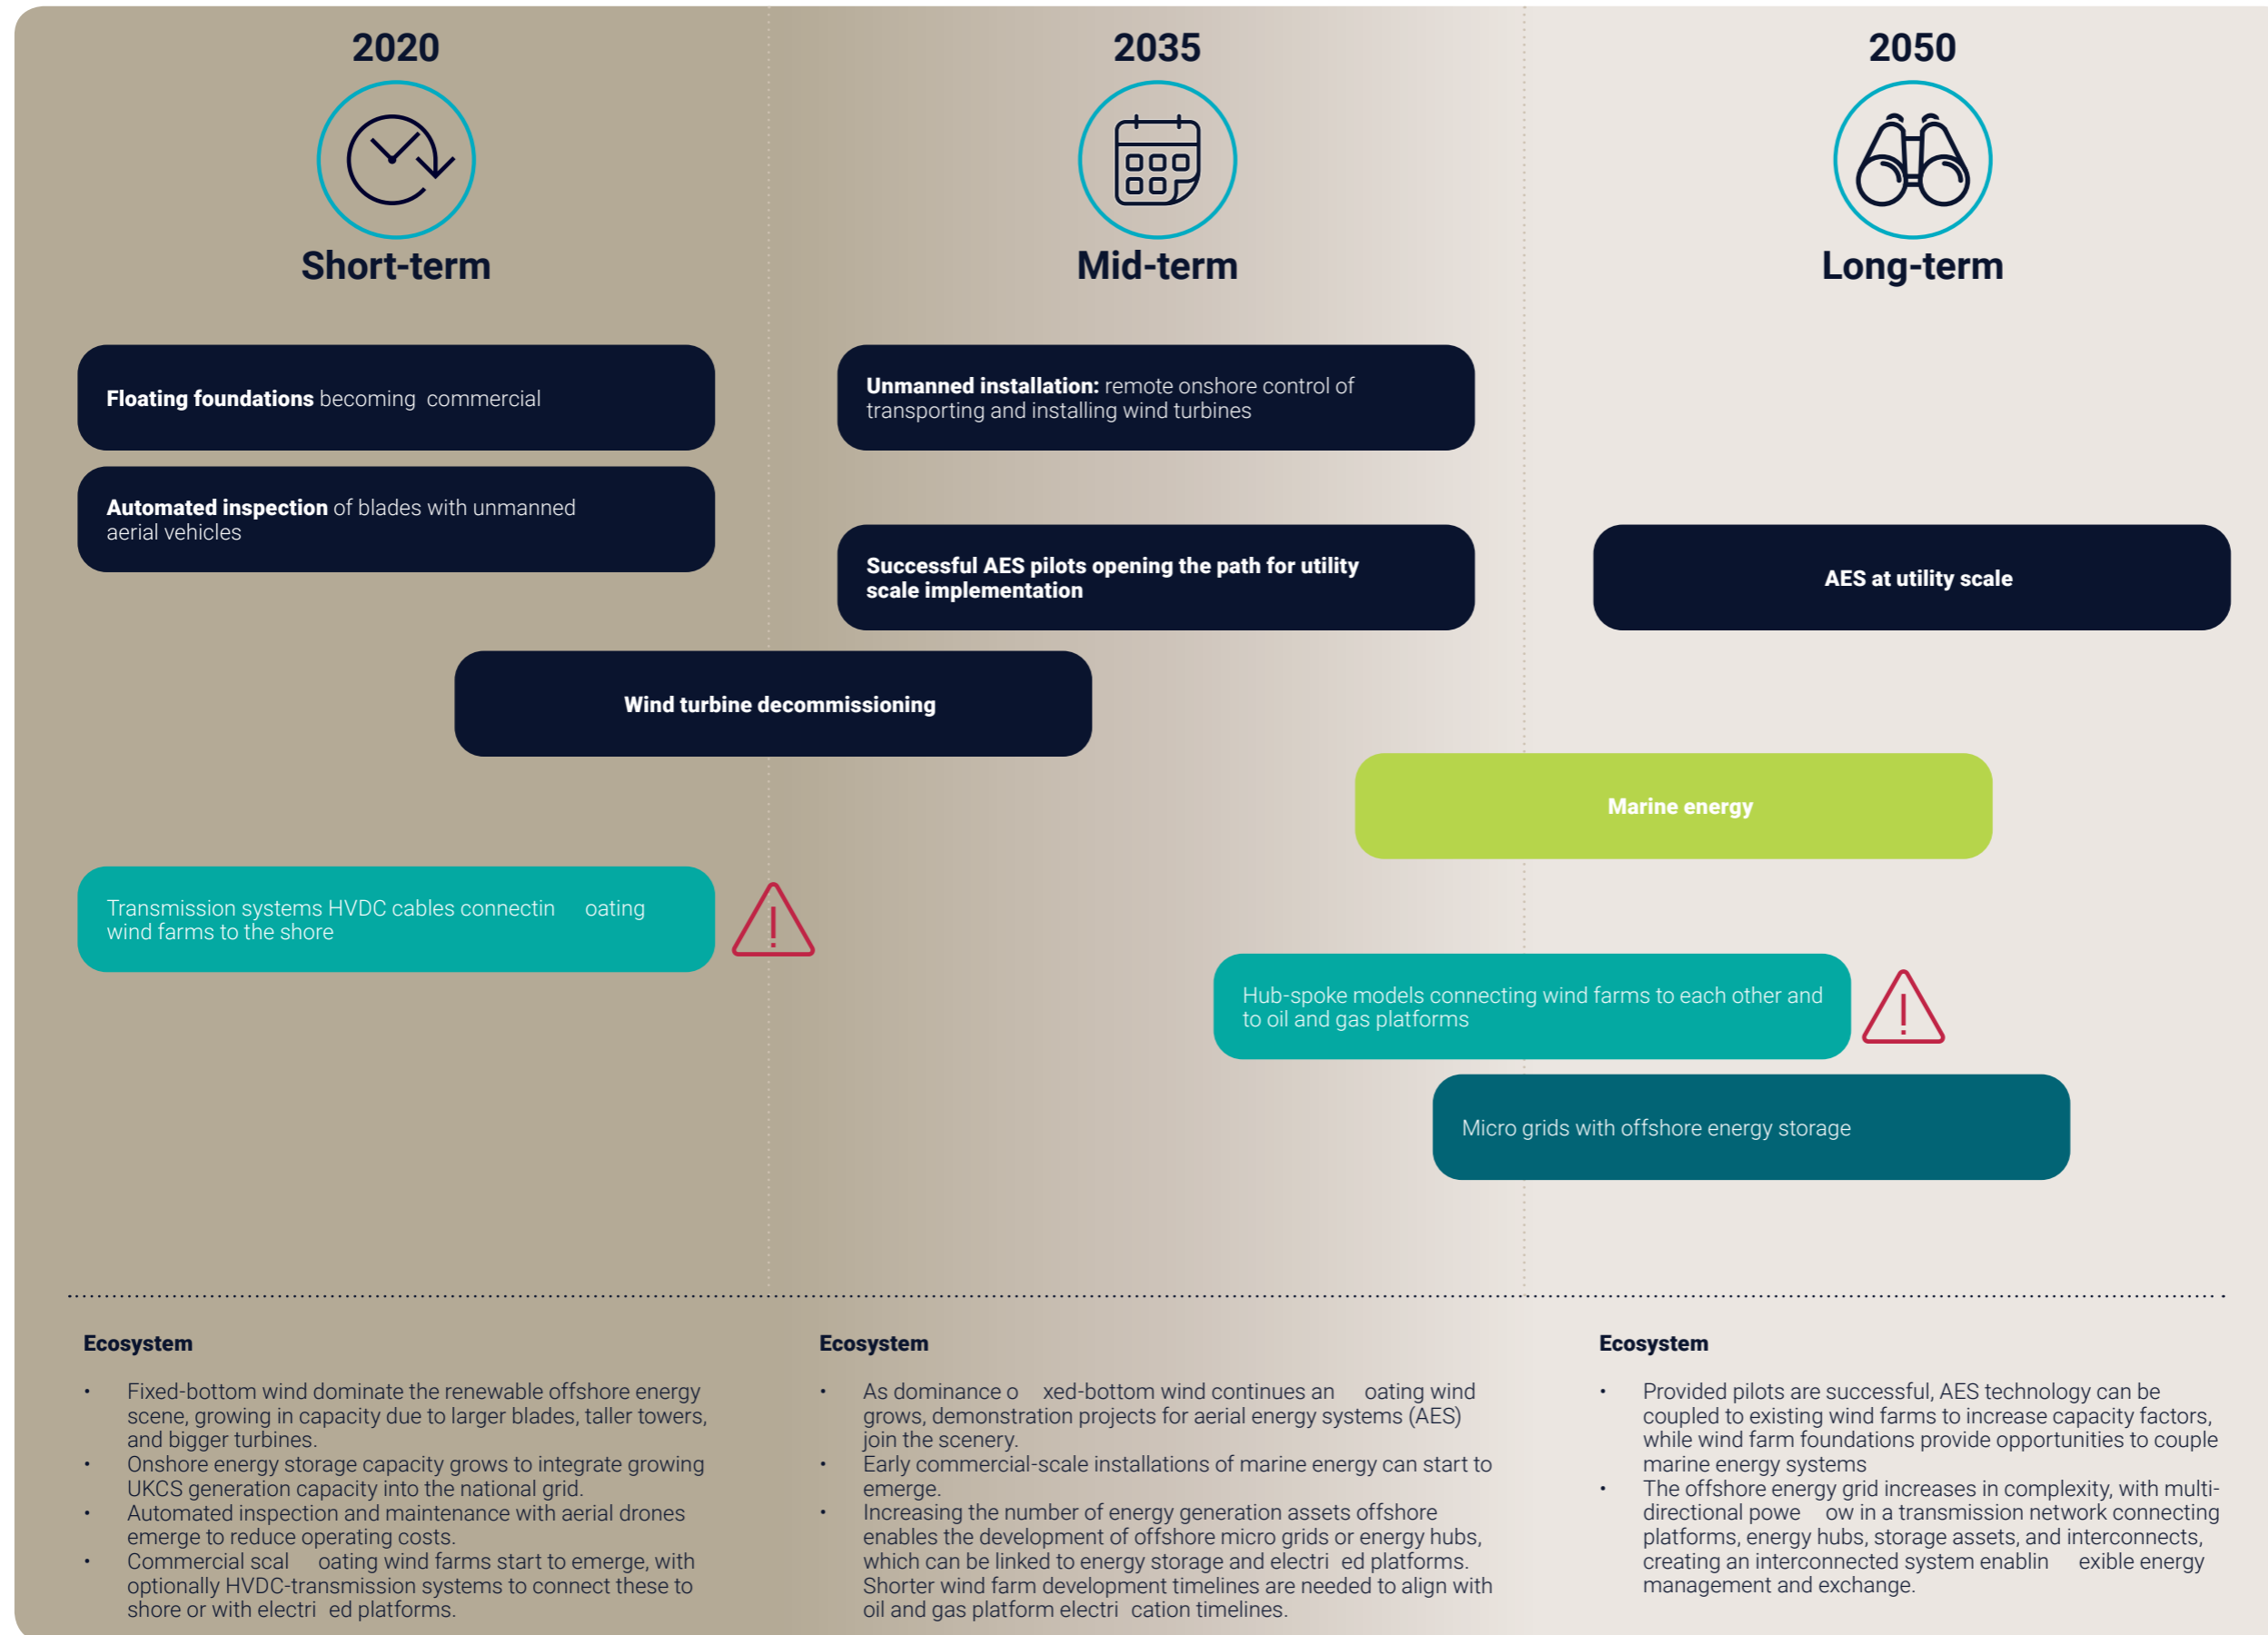 2020
Short-term
2035
Mid-term
2050
Long-term
Floating foundations becoming commercial
Automated inspection of blades with unmanned
aerial vehicles
Unmanned installation: remote onshore control of
transporting and installing wind turbines
Successful AES pilots opening the path for utility
scale implementation
AES at utility scale
Wind turbine decommissioning
Marine energy
Transmission systems HVDC cables connectin oating
wind farms to the shore
Hub-spoke models connecting wind farms to each other and
to oil and gas platforms
Micro grids with offshore energy storage
Ecosystem
• Fixed-bottom wind dominate the renewable offshore energy
scene, growing in capacity due to larger blades, taller towers,
and bigger turbines.
• Onshore energy storage capacity grows to integrate growing
UKCS generation capacity into the national grid.
• Automated inspection and maintenance with aerial drones
emerge to reduce operating costs.
• Commercial scal oating wind farms start to emerge, with
optionally HVDC-transmission systems to connect these to
shore or with electri ed platforms.
Ecosystem
• As dominance o xed-bottom wind continues an oating wind
grows, demonstration projects for aerial energy systems (AES)
join the scenery.
• Early commercial-scale installations of marine energy can start to
emerge.
• Increasing the number of energy generation assets offshore
enables the development of offshore micro grids or energy hubs,
which can be linked to energy storage and electri ed platforms.
Shorter wind farm development timelines are needed to align with
oil and gas platform electri cation timelines.
Ecosystem
• Provided pilots are successful, AES technology can be
coupled to existing wind farms to increase capacity factors,
while wind farm foundations provide opportunities to couple
marine energy systems
• The offshore energy grid increases in complexity, with multi-
directional powe ow in a transmission network connecting
platforms, energy hubs, storage assets, and interconnects,
creating an interconnected system enablin exible energy
management and exchange.